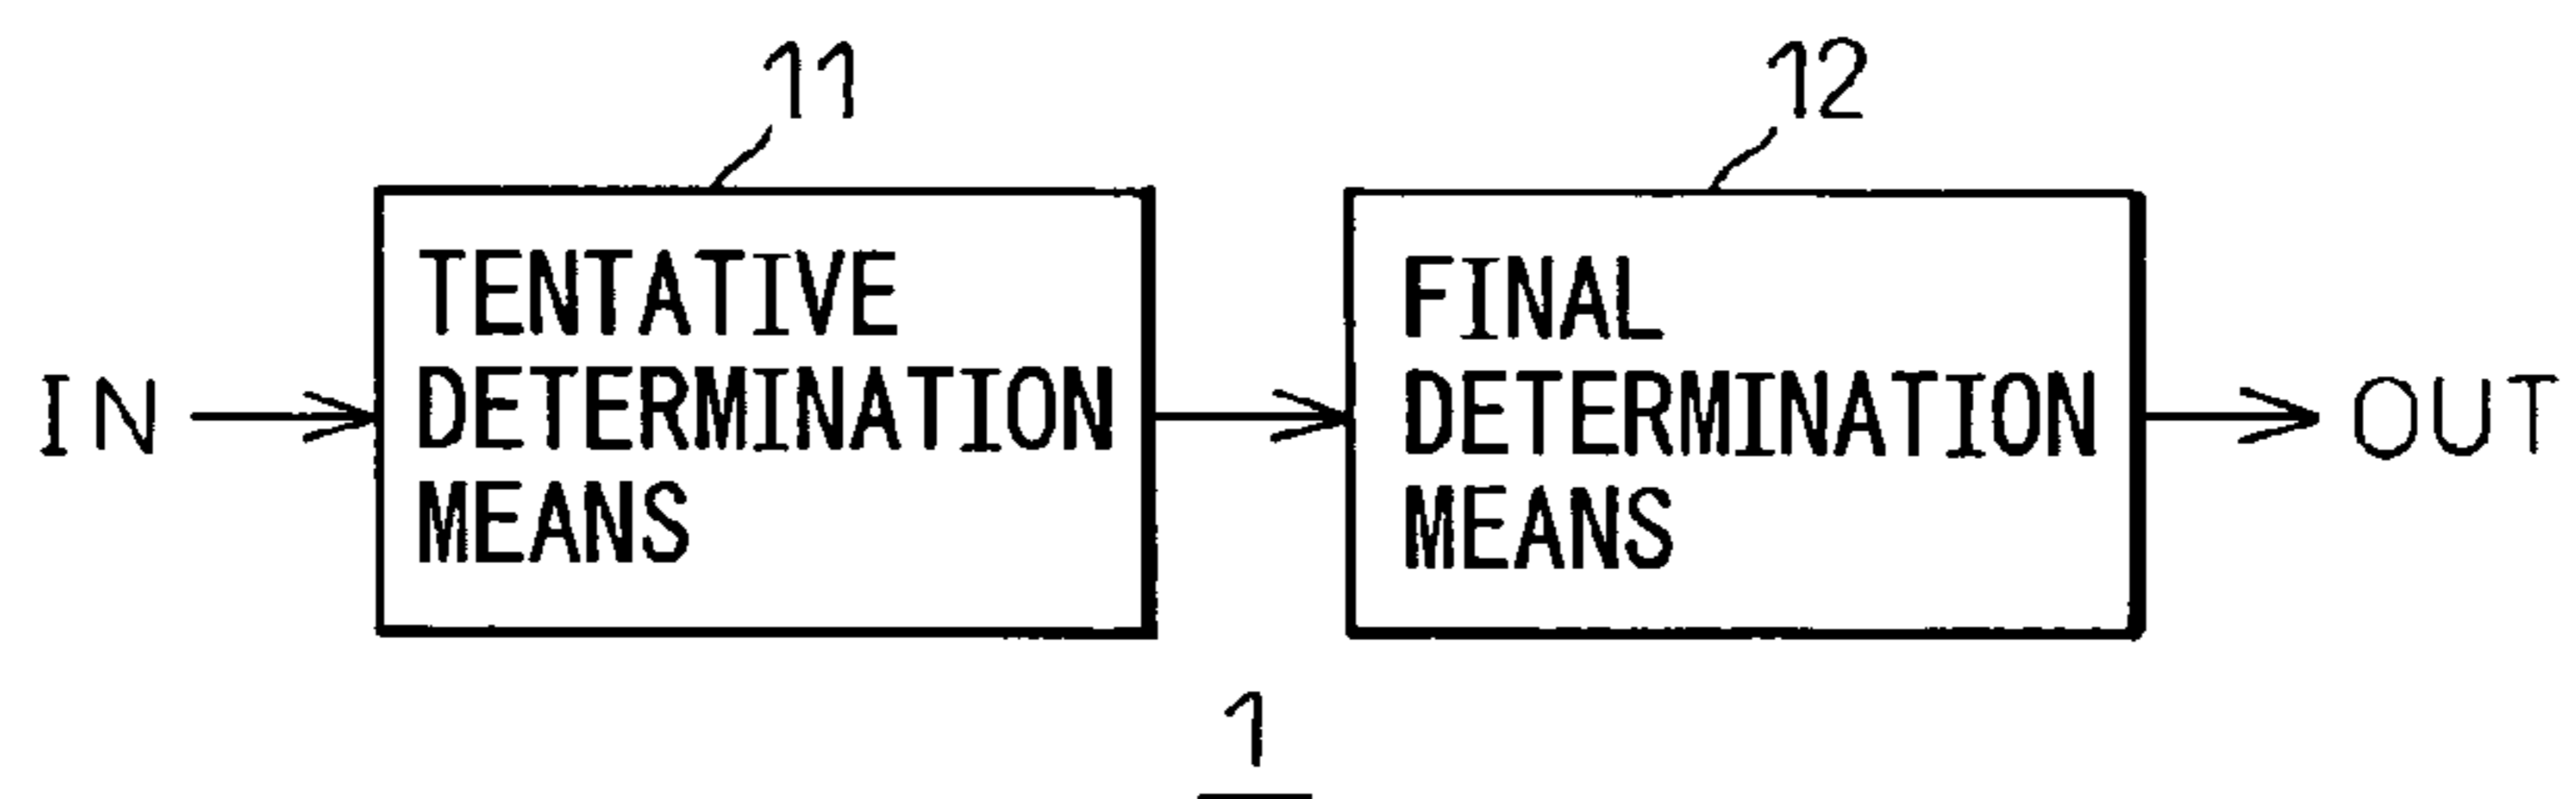 11
12
TENTATIVE
DETERMINATION
MEANS
FINAL
DETERMINATION
MEANS
IN
OUT
1